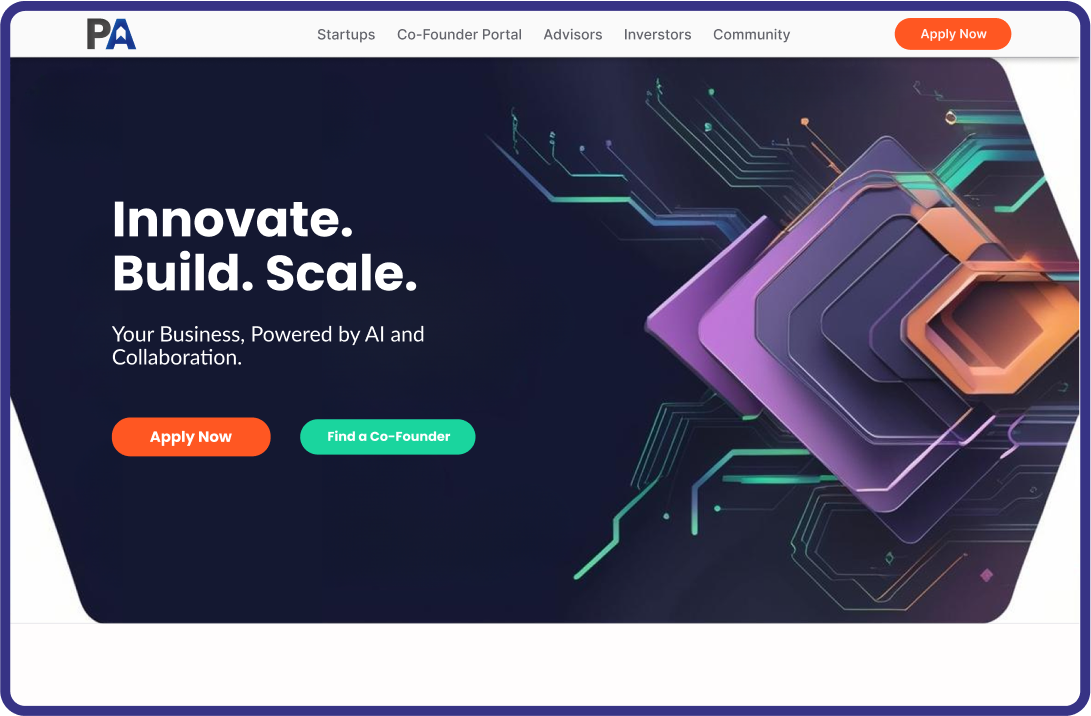 PA
Startups
Co-Founder Portal
Advisors
Inverstors
Community
Apply Now
Innovate.
Build. Scale.
Your Business, Powered by AI and
Collaboration.
Apply Now
Find a Co-Founder